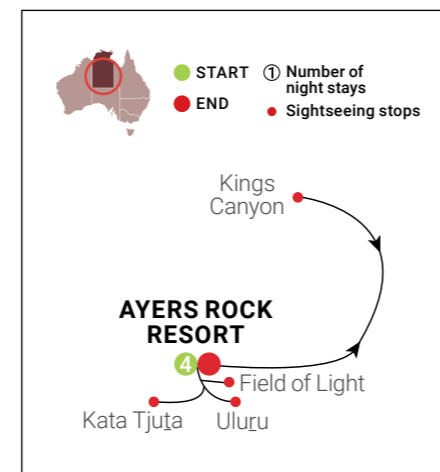 START
END
① Number of
night stays
Sightseeing stops
Kings
Canyon
AYERS ROCK
RESORT
4
Field of Light
Kata Tjuṯa
Uluṟu